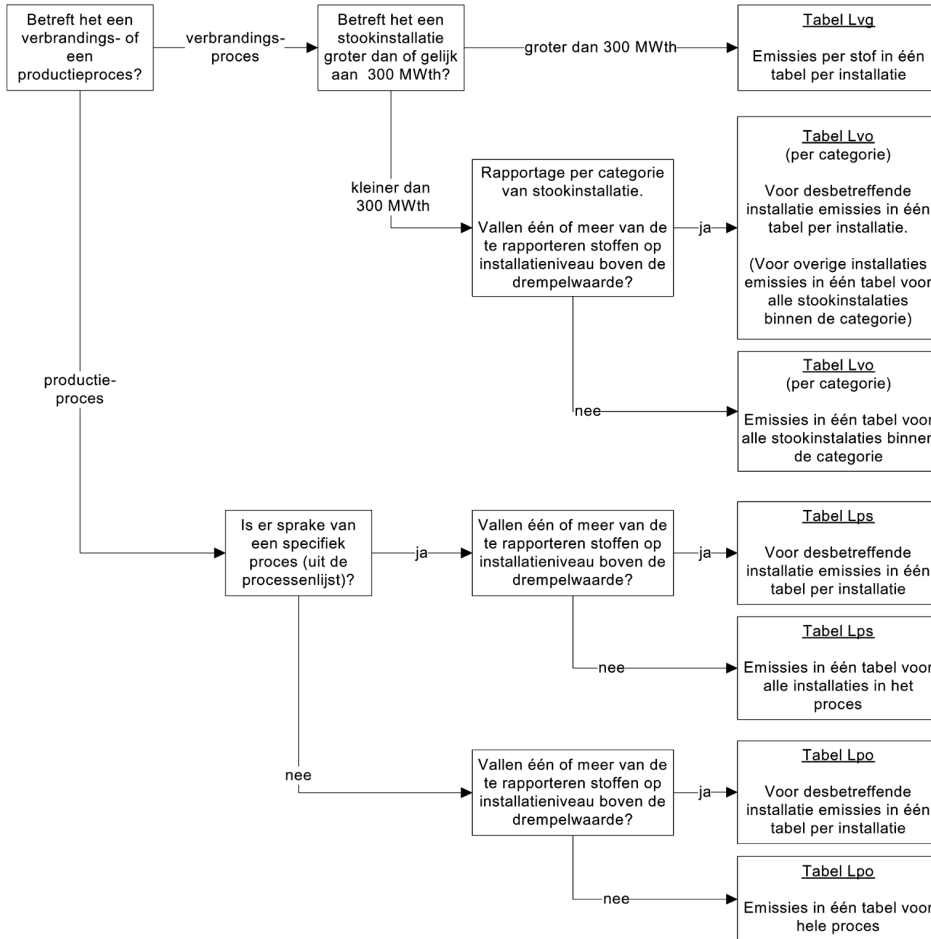 Betreft het een
verbrandings- of
een
productieproces?
verbrandings-
proces
Betreft het een
stookinstallatie
groter dan of gelijk
aan 300 MWth?
groter dan 300 MWth
Tabel Lvg
Emissies per stof in één
tabel per installatie
kleiner dan
300 MWth
Rapportage per categorie
van stookinstallatie.
Vallen één of meer van de
te rapporteren stoffen op
installatieniveau boven de
drempelwaarde?
ja
Tabel Lvo
(per categorie)
Voor desbetreffende
installatie emissies in één
tabel per installatie.
(Voor overige installaties
emissies in één tabel voor
alle stookinstalaties
binnen de categorie)
nee
Tabel Lvo
(per categorie)
Emissies in één tabel voor
alle stookinstalaties binnen
de categorie
productie-
proces
Is er sprake van
een specifiek
proces (uit de
processenlijst)?
ja
Vallen één of meer van de
te rapporteren stoffen op
installatieniveau boven de
drempelwaarde?
ja
Tabel Lps
Voor desbetreffende
installatie emissies in één
tabel per installatie
nee
Tabel Lps
Emissies in één tabel voor
alle installaties in het
proces
nee
Vallen één of meer van de
te rapporteren stoffen op
installatieniveau boven de
drempelwaarde?
ja
Tabel Lpo
Voor desbetreffende
installatie emissies in één
tabel per installatie
nee
Tabel Lpo
Emissies in één tabel voor
hele proces